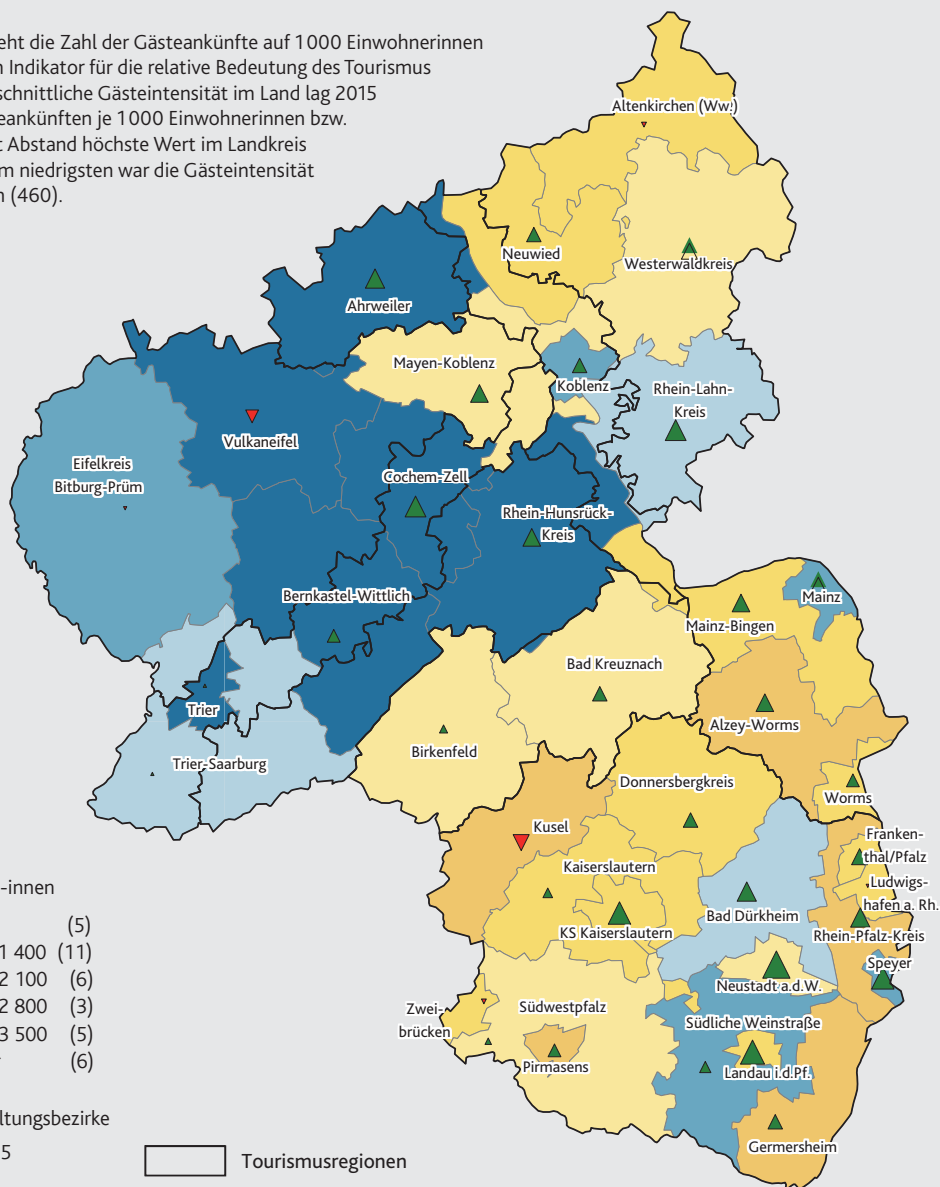 eht die Zahl der Gästeankünfte auf 1000 Einwohnerinnen
Indikator für die relative Bedeutung des Tourismus
schnittliche Gästeintensität im Land lag 2015
eankünften je 1000 Einwohnerinnen bzw.
t Abstand höchste Wert im Landkreis
m niedrigsten war die Gästeintensität
n (460).
Altenkirchen (Ww.)
Neuwied
Westerwaldkreis
Ahrweiler
Mayen-Koblenz
Koblenz
Rhein-Lahn-
Kreis
Vulkaneifel
Eifelkreis
Bitburg-Prüm
Cochem-Zell
Rhein-Hunsrück-
Kreis
Bernkastel-Wittlich
Mainz
Mainz-Bingen
Bad Kreuznach
Trier
Alzey-Worms
Birkenfeld
Trier-Saarburg
Donnersbergkreis
Worms
Kusel
Franken-
thal/Pfalz
Kaiserslautern
Ludwigs-
hafen a. Rh.
Bad Dürkheim
KS Kaiserslautern
Rhein-Pfalz-Kreis
Speyer
Neustadt a.d.W.
Zwei-
brücken
Südwestpfalz
Südliche Weinstraße
Pirmasens
Landau i.d.Pf.
Germersheim
-innen
(5)
1 400 (11)
2 100 (6)
2 800 (3)
3 500 (5)
(6)
ltungsbezirke
5
Tourismusregionen